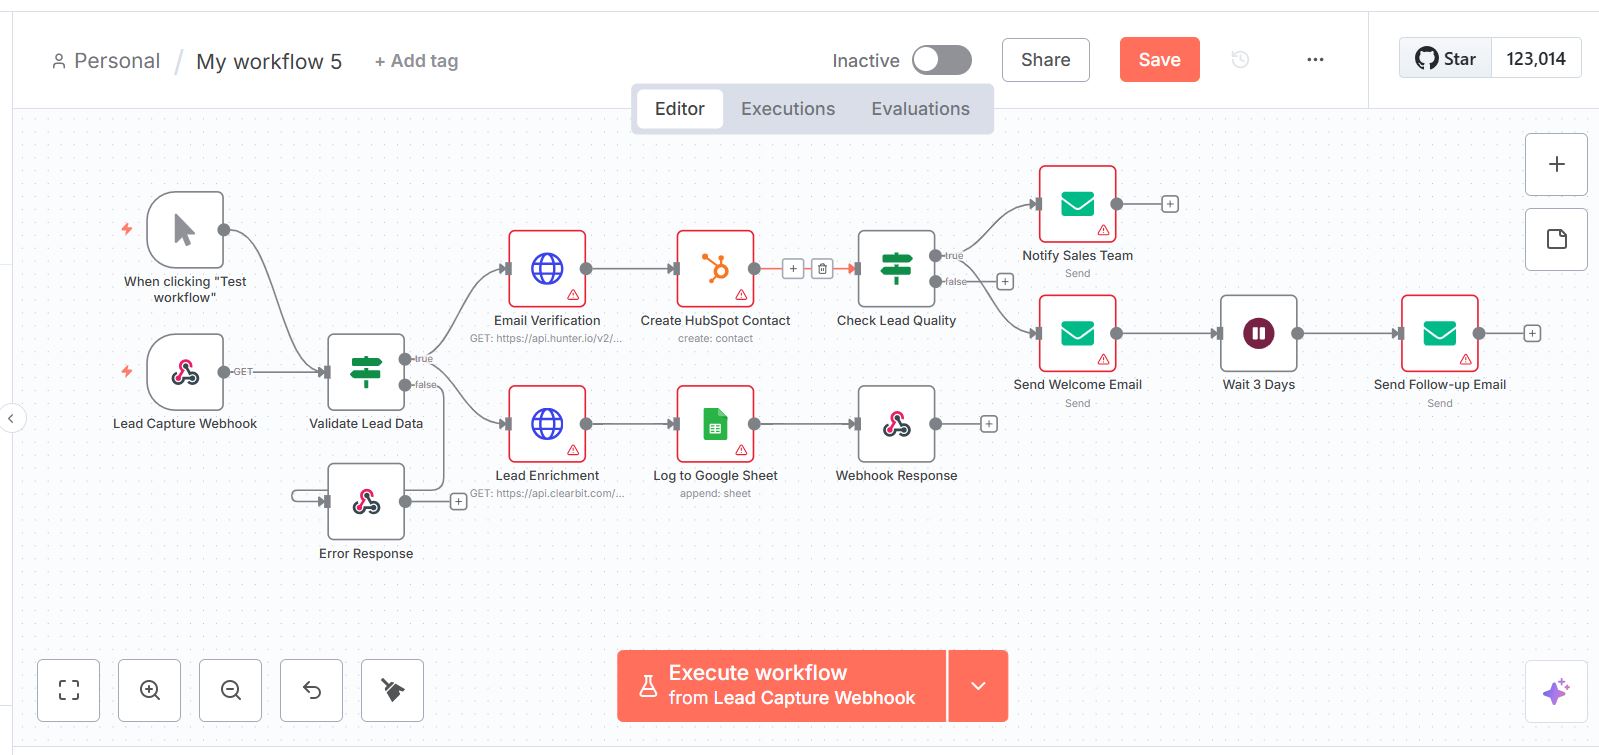 Personal / My workflow 5 + Add tag
Inactive
Share
Save
...
Star
123,014
Editor
Executions
Evaluations
When clicking "Test
workflow"
GET
Lead Capture Webhook
true
false
Validate Lead Data
Error Response
Email Verification
GET: https://api.hunter.io/v2/...
Create HubSpot Contact
create: contact
true
false
Check Lead Quality
Notify Sales Team
Send
Send Welcome Email
Send
Wait 3 Days
Send Follow-up Email
Send
Lead Enrichment
GET: https://api.clearbit.com/...
Log to Google Sheet
append: sheet
Webhook Response
Execute workflow
from Lead Capture Webhook